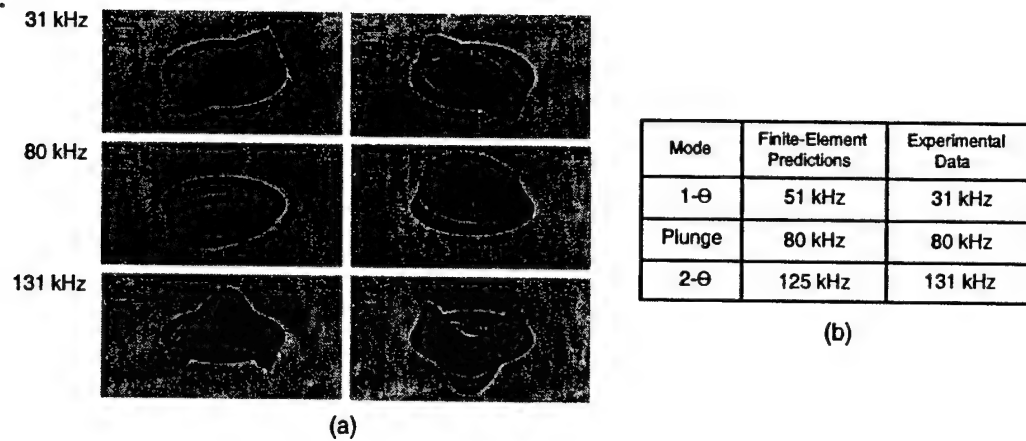 31 kHz
80 kHz
131 kHz
(a)
Mode Finite-Element Predictions Experimental Data
1-Θ 51 kHz 31 kHz
Plunge 80 kHz 80 kHz
2-Θ 125 kHz 131 kHz
(b)